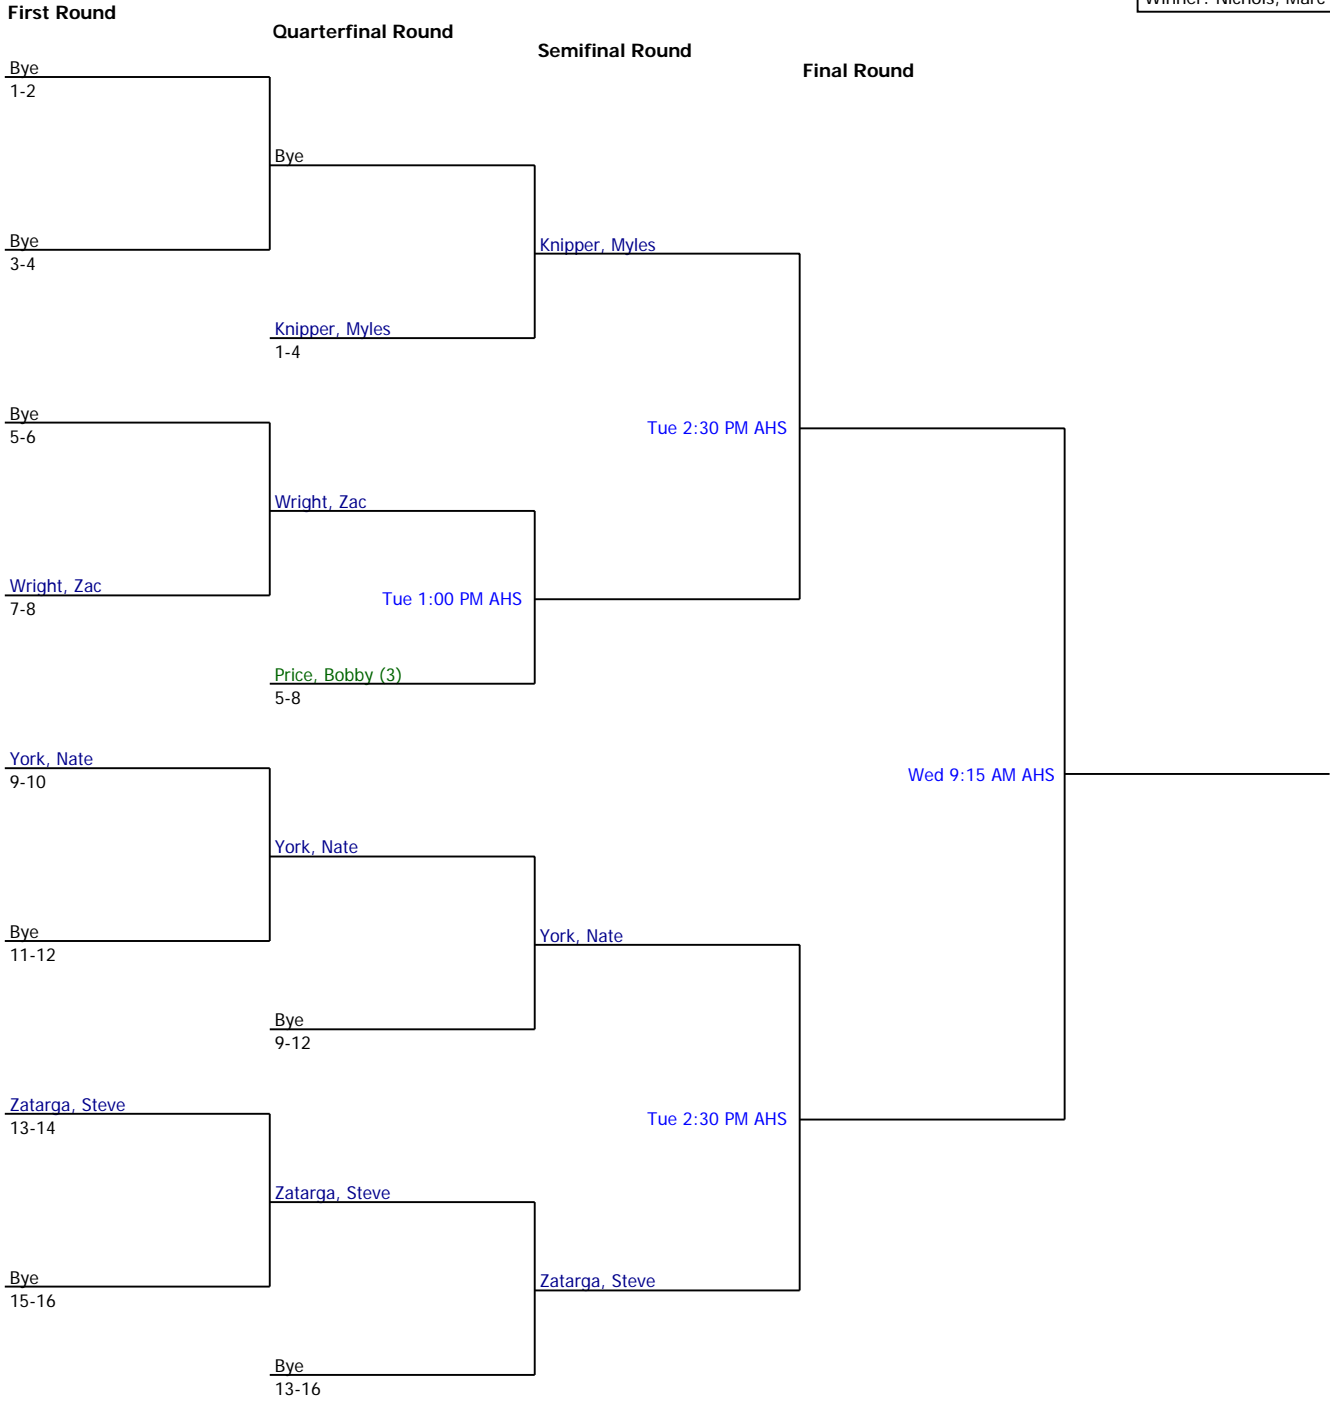 Winner: Nichols, Marc
First Round
Quarterfinal Round
Semifinal Round
Final Round
Bye
1-2
Bye
Bye
3-4
Knipper, Myles
Knipper, Myles
1-4
Bye
5-6
Tue 2:30 PM AHS
Wright, Zac
Wright, Zac
7-8
Tue 1:00 PM AHS
Price, Bobby (3)
5-8
York, Nate
9-10
Wed 9:15 AM AHS
York, Nate
Bye
11-12
York, Nate
Bye
9-12
Zatarga, Steve
13-14
Tue 2:30 PM AHS
Zatarga, Steve
Bye
15-16
Zatarga, Steve
Bye
13-16